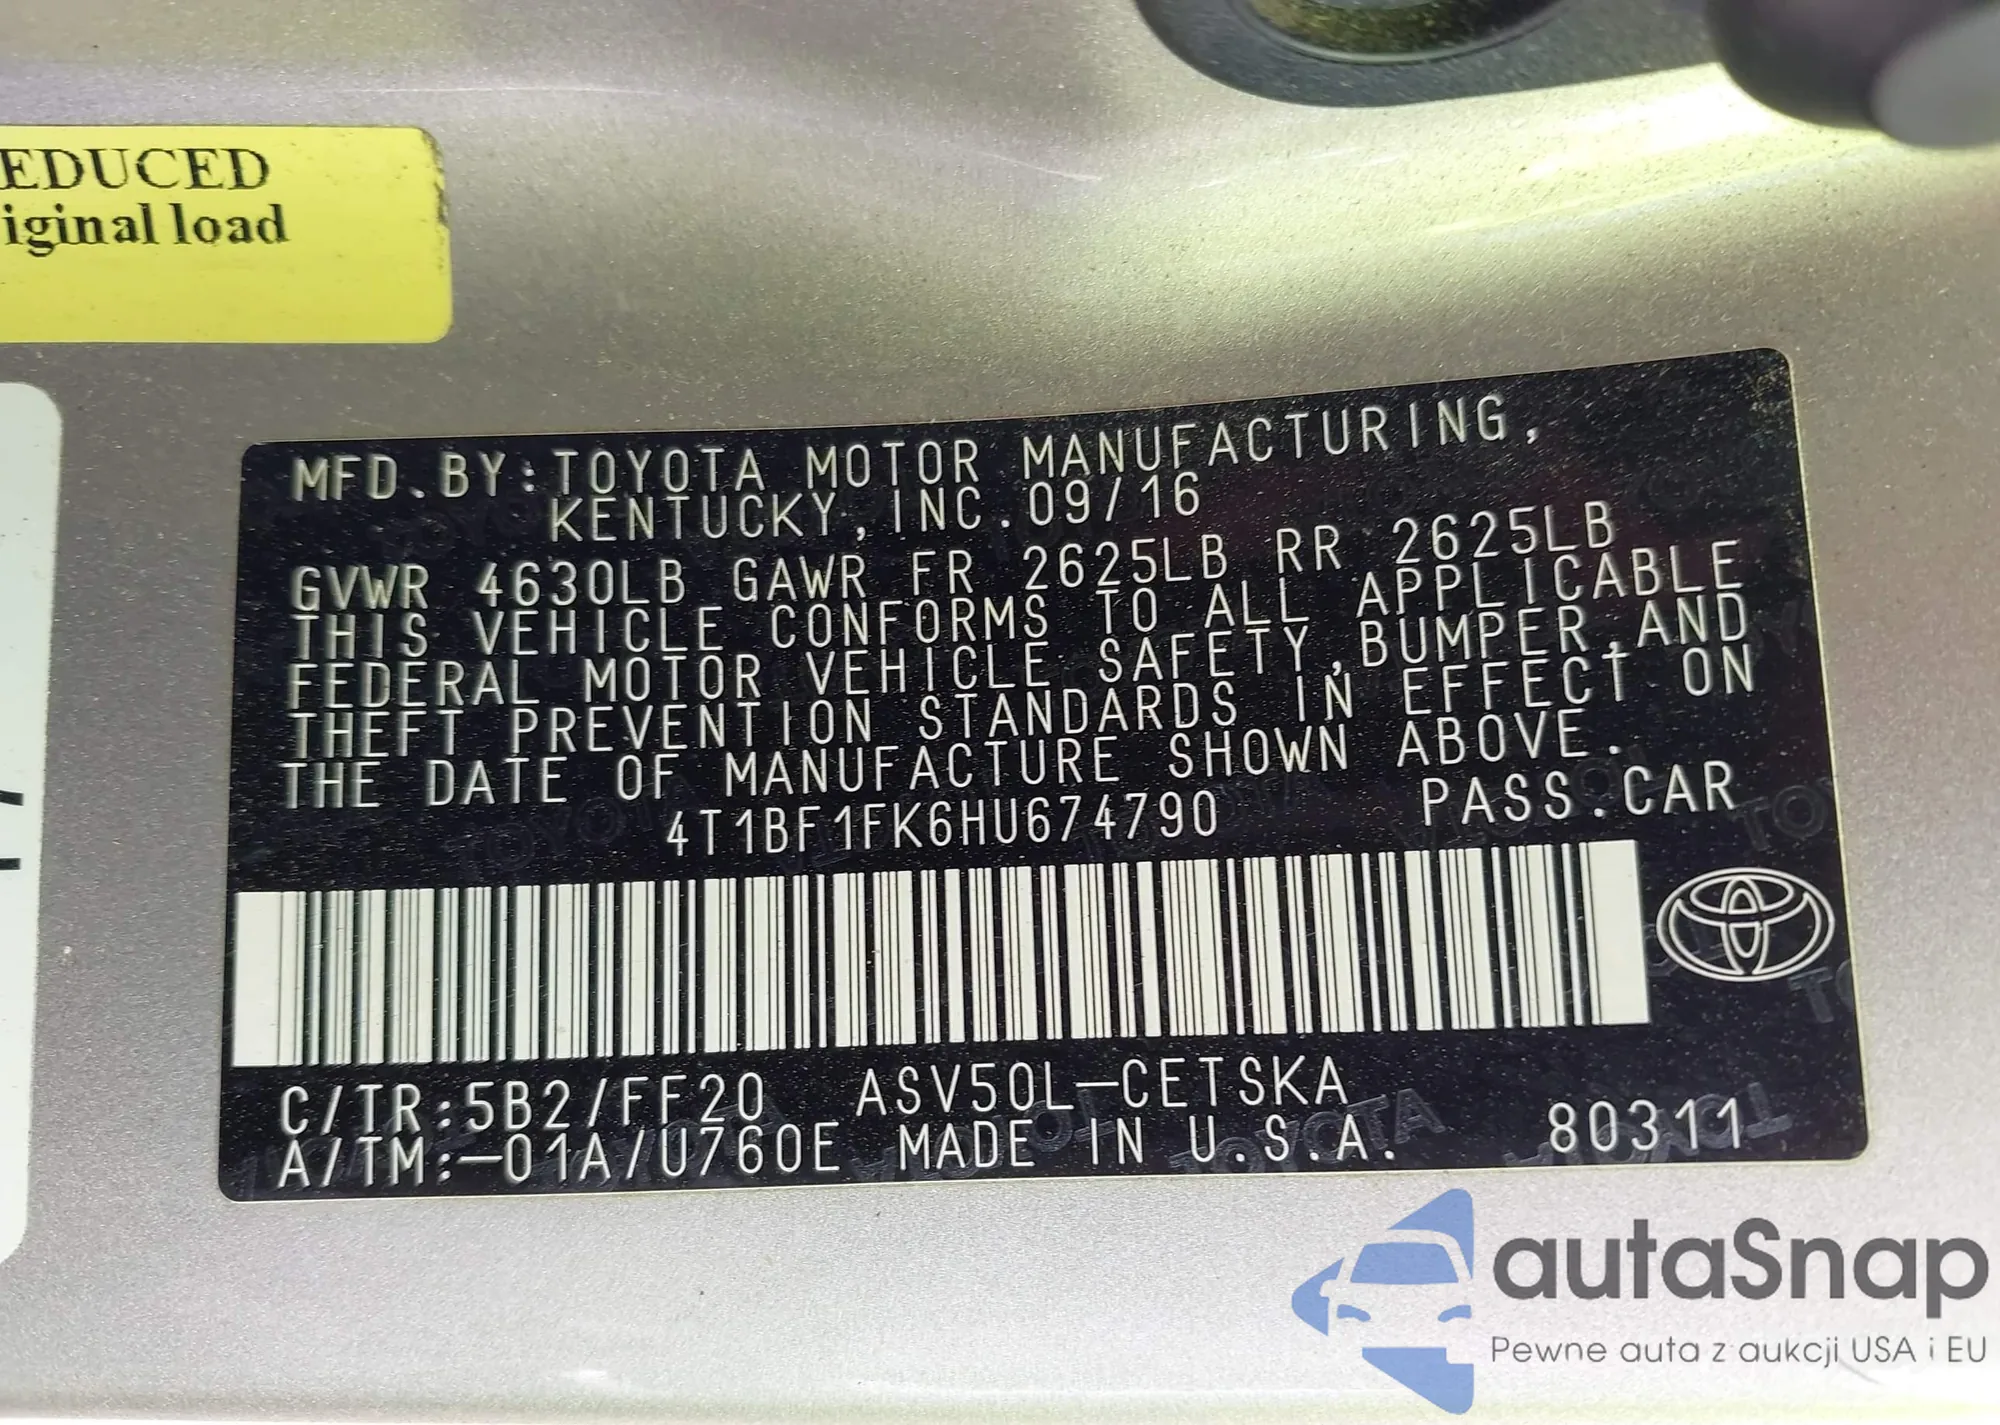 EDUCED
iginal load
MFD.BY:TOYOTA MOTOR MANUFACTURING,
KENTUCKY,INC.09/16
GVWR 4630LB GAWR FR 2625LB RR 2625LB
THIS VEHICLE CONFORMS TO ALL APPLICABLE
FEDERAL MOTOR VEHICLE SAFETY,BUMPER,AND
THEFT PREVENTION STANDARDS IN EFFECT ON
THE DATE OF MANUFACTURE SHOWN ABOVE.
4T1BF1FK6HU674790 PASS.CAR
C/TR:5B2/FF20 ASV50L-CETSKA
A/TM:-01A/U760E MADE IN U.S.A. 80311
autaSnap
Pewne auta z aukcji USA i EU